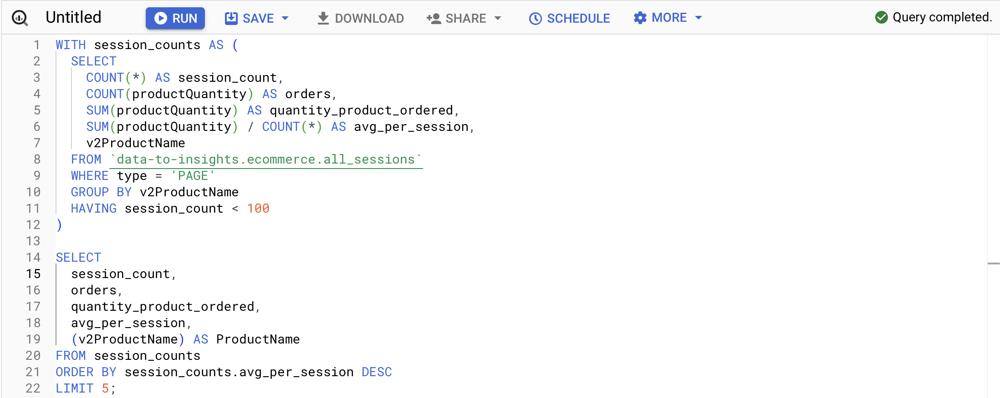 Untitled RUN SAVE DOWNLOAD SHARE SCHEDULE MORE Query completed.
1 WITH session_counts AS (
2   SELECT
3     COUNT(*) AS session_count,
4     COUNT(productQuantity) AS orders,
5     SUM(productQuantity) AS quantity_product_ordered,
6     SUM(productQuantity) / COUNT(*) AS avg_per_session,
7     v2ProductName
8   FROM `data-to-insights.ecommerce.all_sessions`
9   WHERE type = 'PAGE'
10   GROUP BY v2ProductName
11   HAVING session_count < 100
12 )
13
14 SELECT
15   session_count,
16   orders,
17   quantity_product_ordered,
18   avg_per_session,
19   (v2ProductName) AS ProductName
20 FROM session_counts
21 ORDER BY session_counts.avg_per_session DESC
22 LIMIT 5;